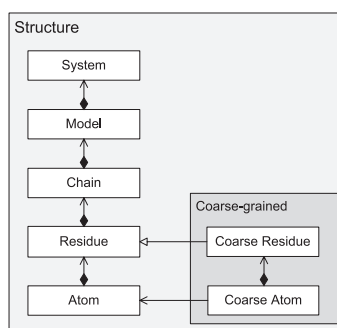 Structure
System
Model
Chain
Coarse-grained
Residue
Coarse Residue
Atom
Coarse Atom